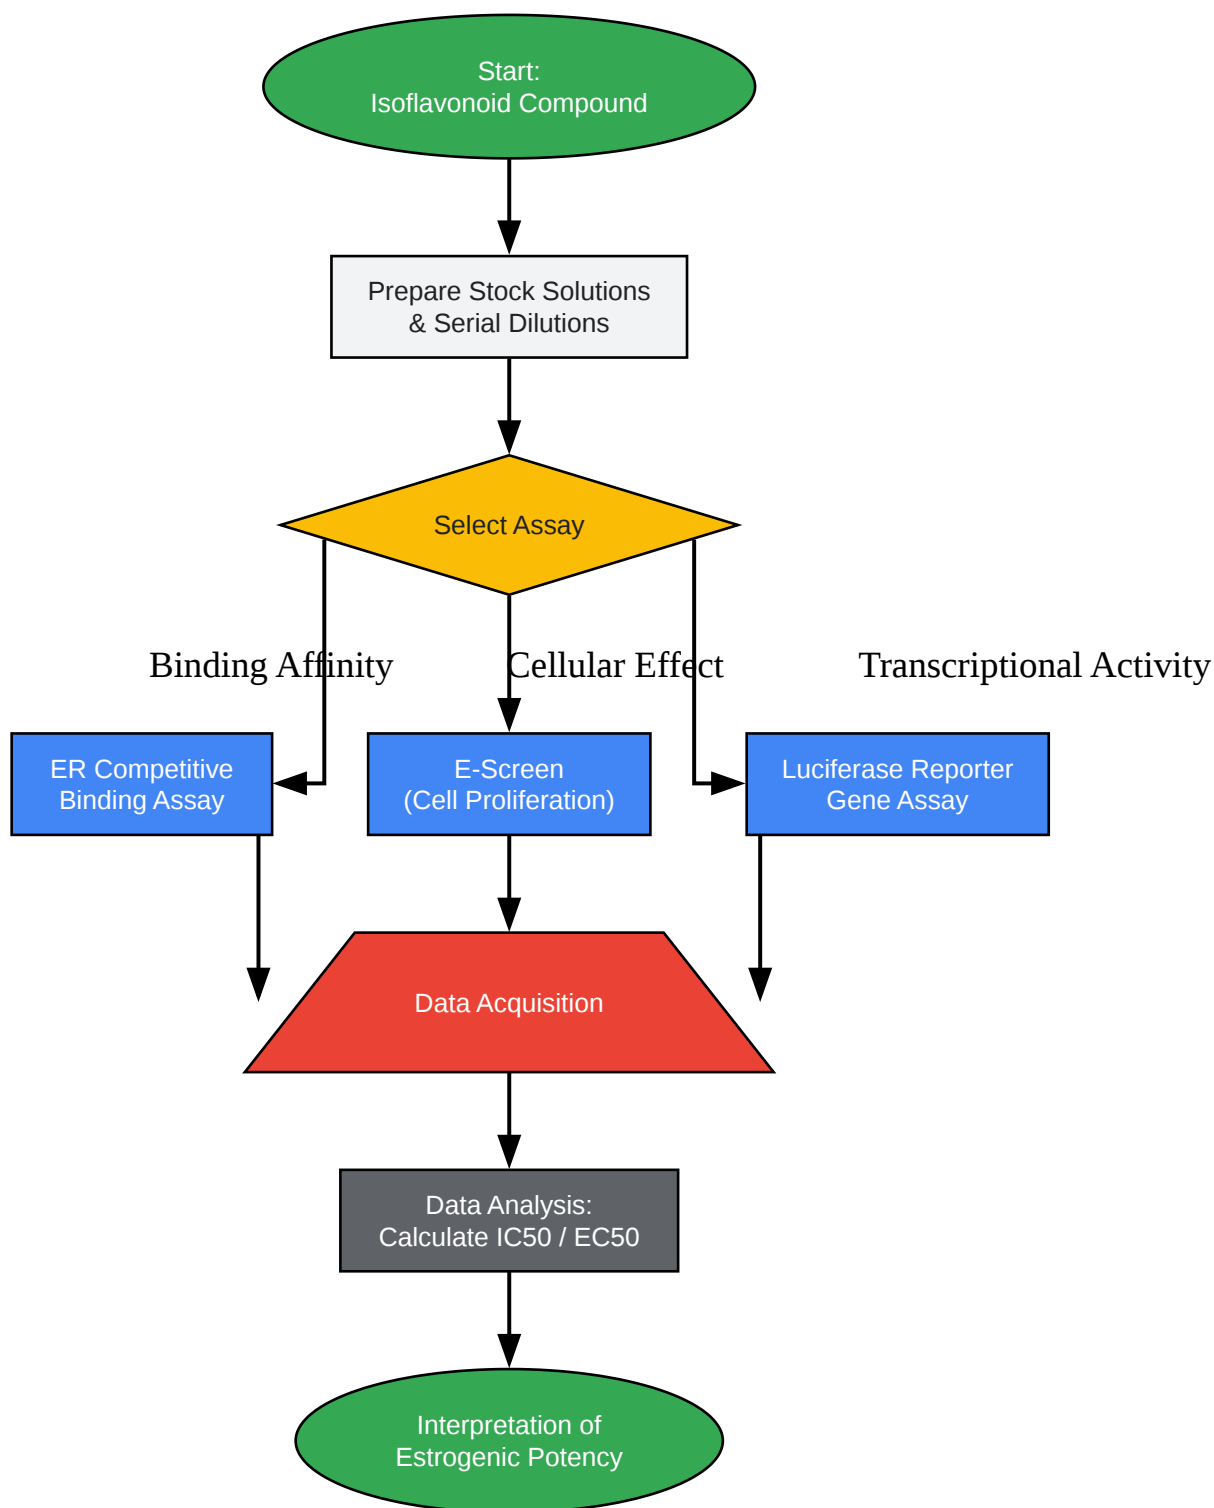 Start:
Isoflavonoid Compound
Prepare Stock Solutions
& Serial Dilutions
Select Assay
Binding Affinity
Cellular Effect
Transcriptional Activity
ER Competitive
Binding Assay
E-Screen
(Cell Proliferation)
Luciferase Reporter
Gene Assay
Data Acquisition
Data Analysis:
Calculate IC50 / EC50
Interpretation of
Estrogenic Potency